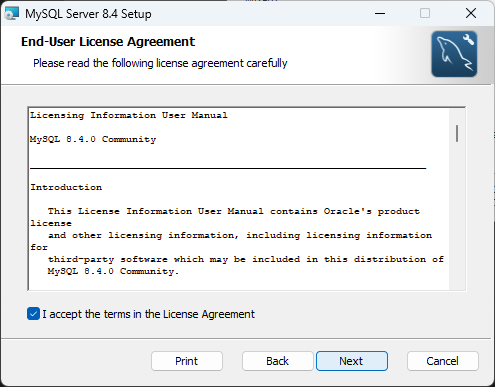 MySQL Server 8.4 Setup
End-User License Agreement
Please read the following license agreement carefully
Licensing Information User Manual
MySQL 8.4.0 Community
Introduction
This License Information User Manual contains Oracle's product
license
and other licensing information, including licensing information
for
third-party software which may be included in this distribution of
MySQL 8.4.0 Community.
I accept the terms in the License Agreement
Print Back Next Cancel